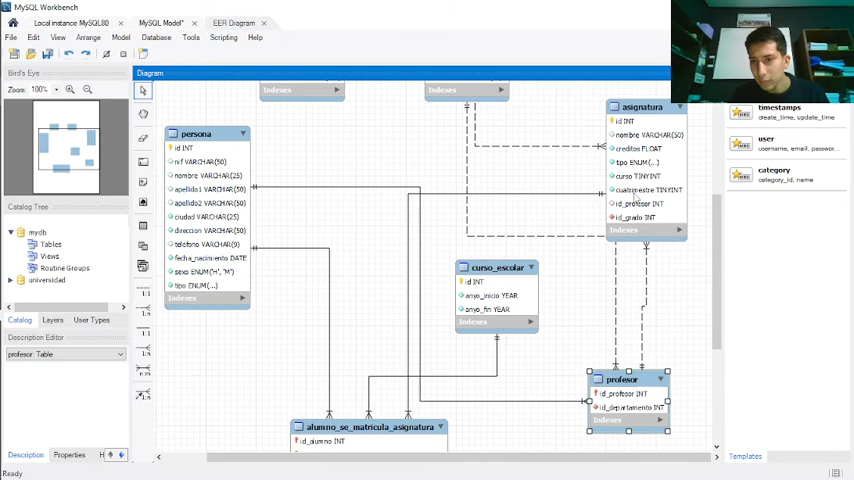 MySQL Workbench
Local instance MySQL80
MySQL Model*
EER Diagram
File Edit View Arrange Model Database Tools Scripting Help
Bird's Eye
Zoom: 100%
Catalog Tree
mydb
Tables
Views
Routine Groups
universidad
Catalog Layers User Types
Description Editor
profesor: Table
Description Properties
Ready
Diagram
Indexes
Indexes
persona
id INT
nif VARCHAR(50)
nombre VARCHAR(25)
apellido1 VARCHAR(50)
apellido2 VARCHAR(50)
ciudad VARCHAR(25)
direccion VARCHAR(50)
telefono VARCHAR(9)
fecha_nacimiento DATE
sexo ENUM('H', 'M')
tipo ENUM(...)
Indexes
asignatura
id INT
nombre VARCHAR(50)
creditos FLOAT
tipo ENUM(...)
curso TINYINT
cuatrimestre TINYINT
id_profesor INT
id_grado INT
Indexes
curso_escolar
id INT
anyo_inicio YEAR
anyo_fin YEAR
Indexes
profesor
id_profesor INT
id_departamento INT
Indexes
alumno_se_matricula_asignatura
id_alumno INT
1:1
1:n
1:1
1:n
n:m
timestamps
create_time, update_time
user
username, email, passwor...
category
category_id, name
Templates